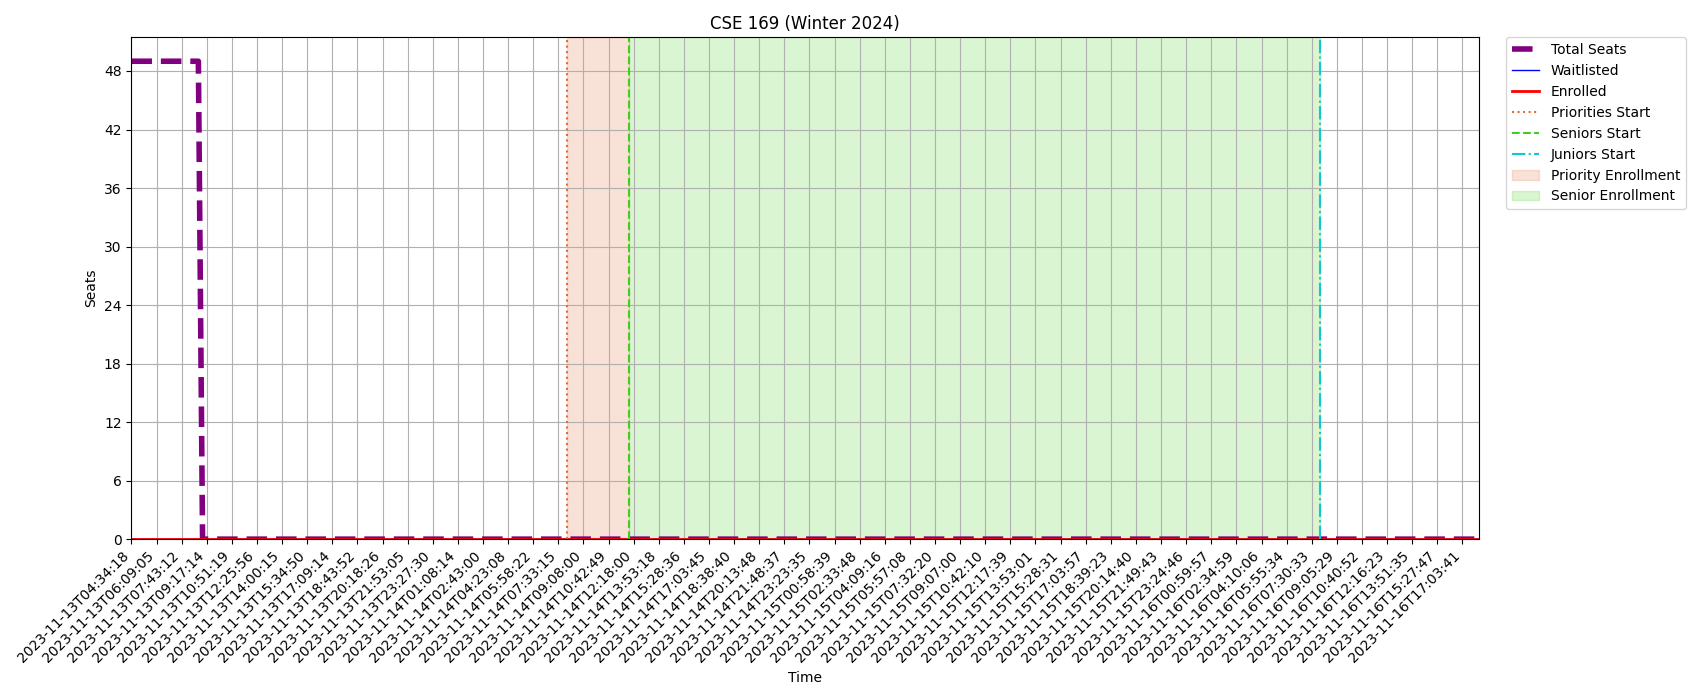 CSE 169 (Winter 2024)
Total Seats
Waitlisted
Enrolled
Priorities Start
Seniors Start
Juniors Start
Priority Enrollment
Senior Enrollment
Seats
48
42
36
30
24
18
12
6
0
2023-11-13T04:34:18
2023-11-13T06:09:05
2023-11-13T07:43:12
2023-11-13T09:17:14
2023-11-13T10:51:19
2023-11-13T12:25:56
2023-11-13T14:00:15
2023-11-13T15:34:50
2023-11-13T17:09:14
2023-11-13T18:43:52
2023-11-13T20:18:26
2023-11-13T21:53:05
2023-11-13T23:27:30
2023-11-14T01:08:14
2023-11-14T02:43:00
2023-11-14T04:23:08
2023-11-14T05:58:22
2023-11-14T07:33:15
2023-11-14T09:08:00
2023-11-14T10:42:49
2023-11-14T12:18:00
2023-11-14T13:53:18
2023-11-14T15:28:36
2023-11-14T17:03:45
2023-11-14T18:38:40
2023-11-14T20:13:48
2023-11-14T21:48:37
2023-11-14T23:23:35
2023-11-15T00:58:39
2023-11-15T02:33:48
2023-11-15T04:09:16
2023-11-15T05:57:08
2023-11-15T07:32:20
2023-11-15T09:07:00
2023-11-15T10:42:10
2023-11-15T12:17:39
2023-11-15T13:53:01
2023-11-15T15:28:31
2023-11-15T17:03:57
2023-11-15T18:39:23
2023-11-15T20:14:40
2023-11-15T21:49:43
2023-11-15T23:24:46
2023-11-16T00:59:57
2023-11-16T02:34:59
2023-11-16T04:10:06
2023-11-16T05:55:34
2023-11-16T07:30:33
2023-11-16T09:05:29
2023-11-16T10:40:52
2023-11-16T12:16:23
2023-11-16T13:51:35
2023-11-16T15:27:47
2023-11-16T17:03:41
Time